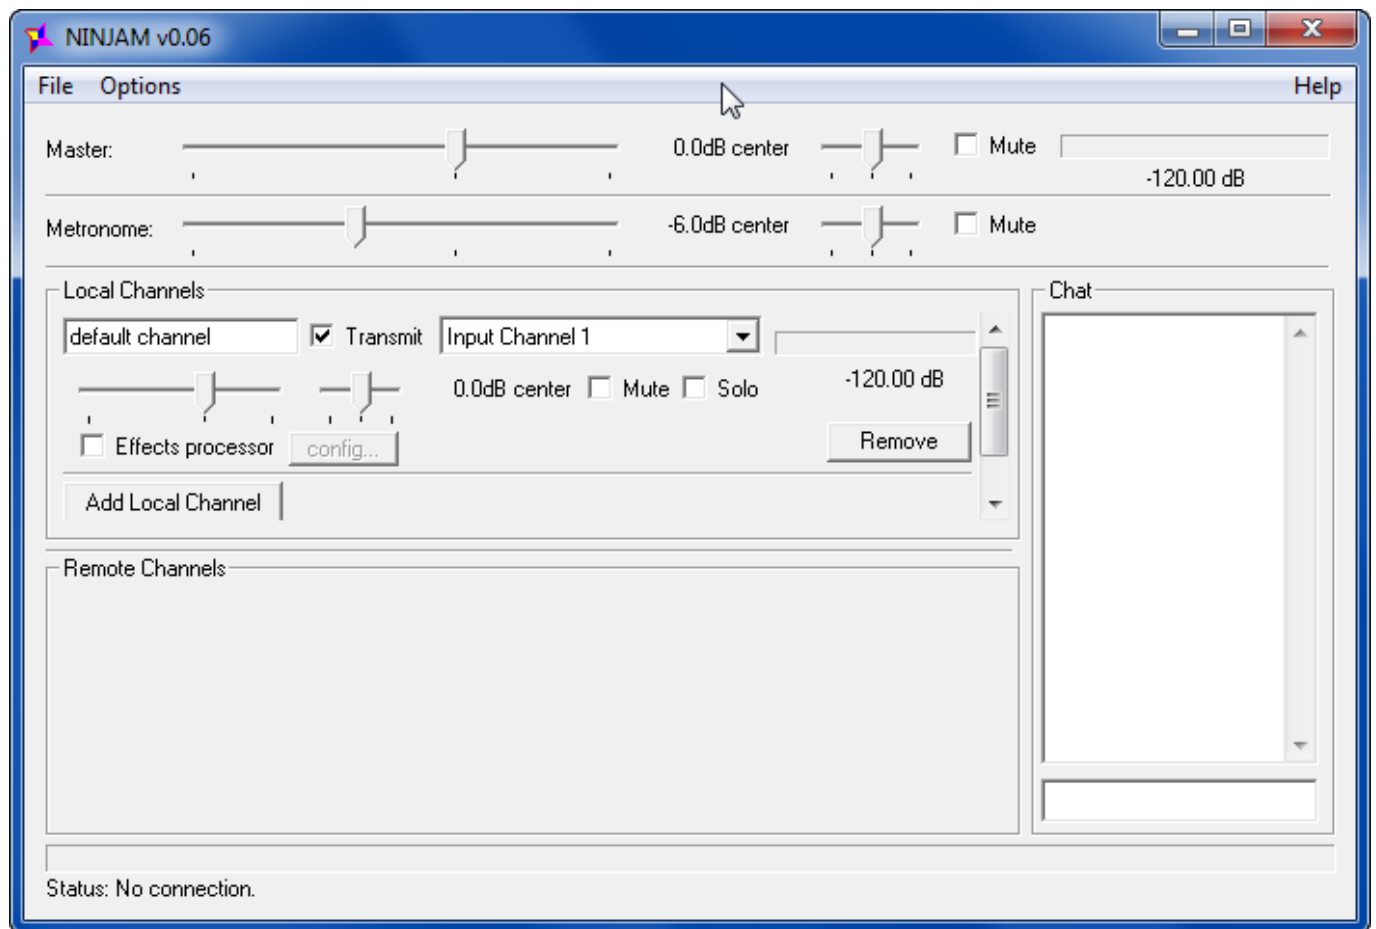 NINJAM v0.06
File Options Help
Master: 0.0dB center Mute
-120.00 dB
Metronome: -6.0dB center Mute
Local Channels
default channel Transmit Input Channel 1
0.0dB center Mute Solo -120.00 dB
Effects processor config... Remove
Add Local Channel
Remote Channels
Chat
Status: No connection.